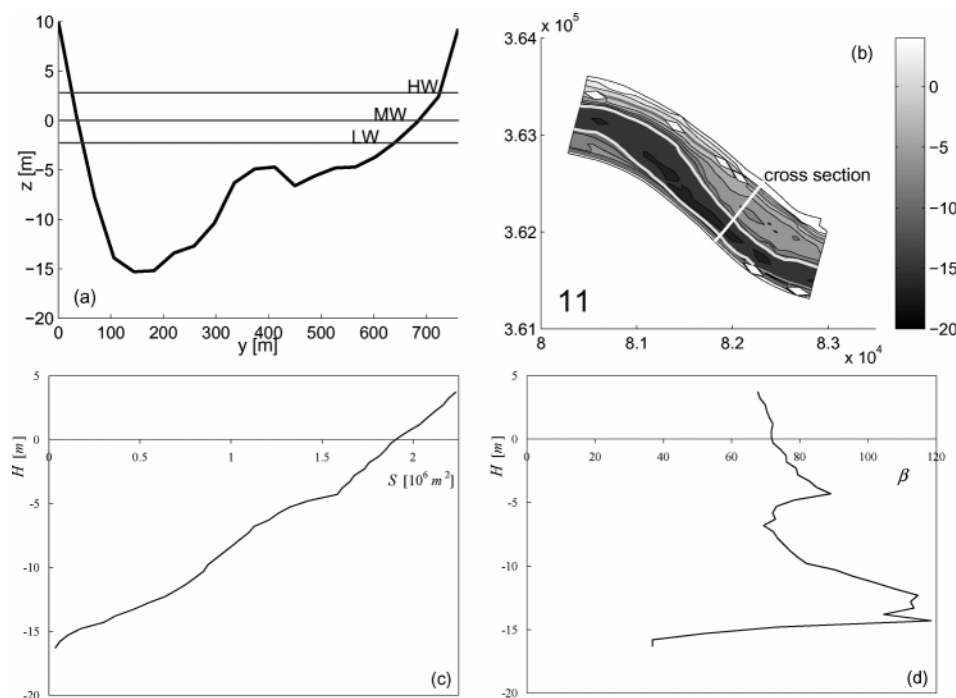 10
5
0
−5
−10
−15
−20
z [m]
HW
MW
LW
(a)
0 100 200 300 400 500 600 700
y [m]
x 10^5
3.64
3.63
3.62
3.61
(b)
cross section
11
8 8.1 8.2 8.3
x 10^4
0
−5
−10
−15
−20
5
0
-5
-10
-15
-20
H [m]
0 0.5 1 1.5 2
S [10^6 m^2]
(c)
5
0
-5
-10
-15
-20
H [m]
0 20 40 60 80 100 120
β
(d)